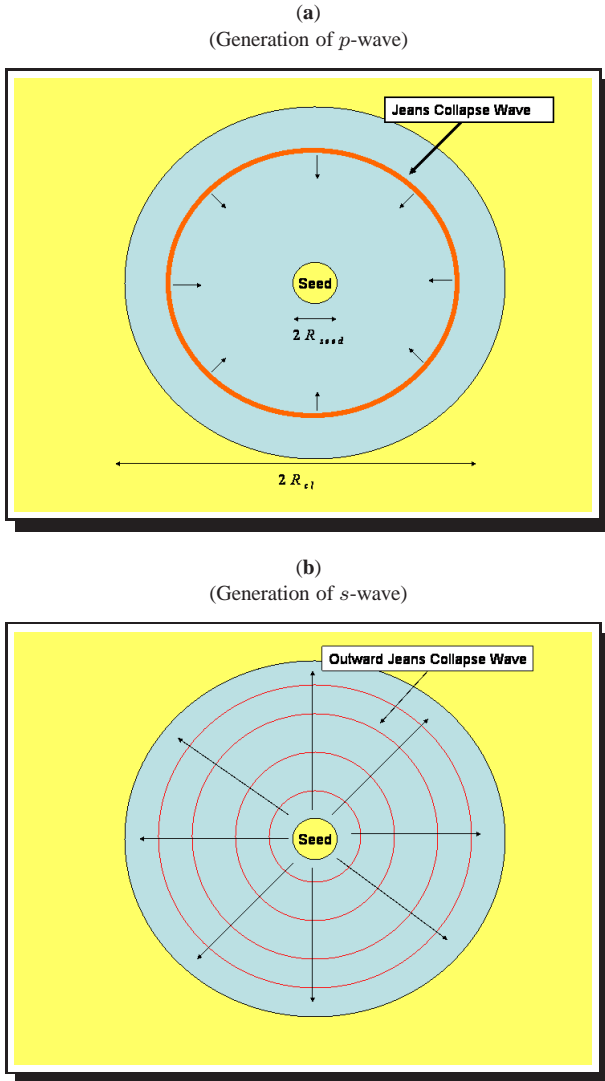 (a)
(Generation of p-wave)
Jeans Collapse Wave
Seed
2 R seed
2 R cl
(b)
(Generation of s-wave)
Outward Jeans Collapse Wave
Seed